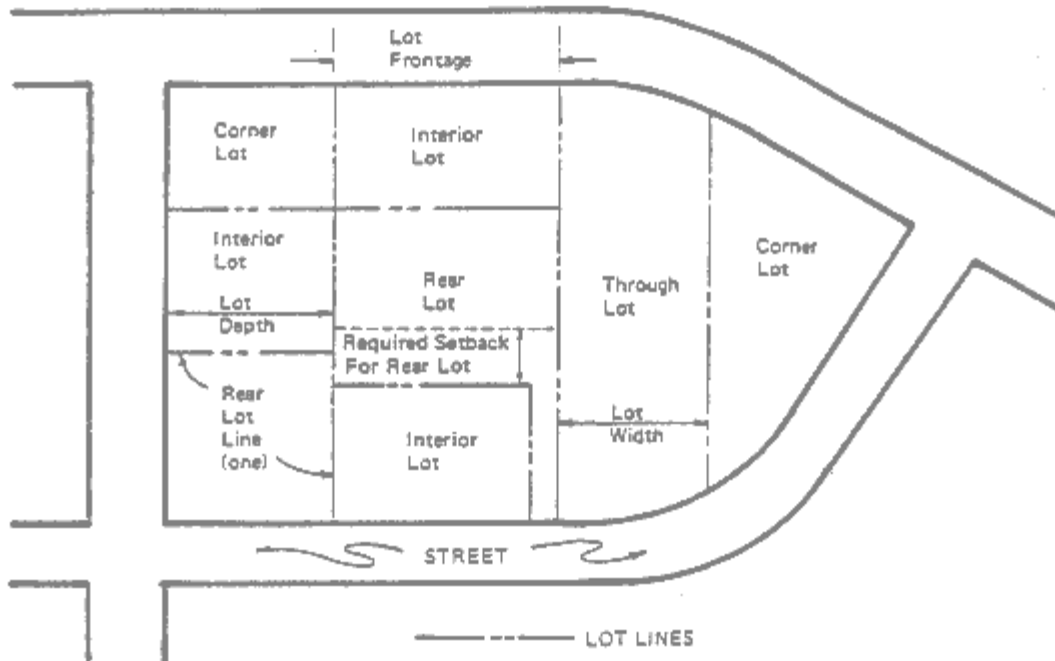 Lot
Frontage
Corner
Lot
Interior
Lot
Interior
Lot
Lot
Depth
Rear
Lot
Required Setback
For Rear Lot
Through
Lot
Corner
Lot
Rear
Lot
Line
(one)
Interior
Lot
Lot
Width
STREET
LOT LINES